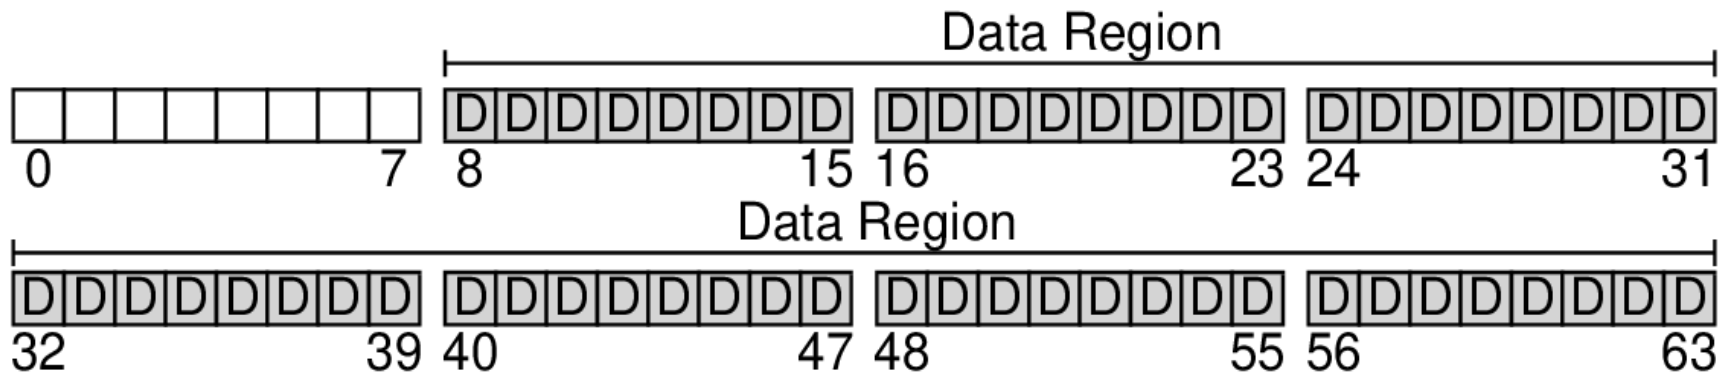 Data Region
D D D D D D D D D D D D D D D D D D D D D D D D
0 7 8 15 16 23 24 31
Data Region
D D D D D D D D D D D D D D D D D D D D D D D D D D D D D D D D
32 39 40 47 48 55 56 63